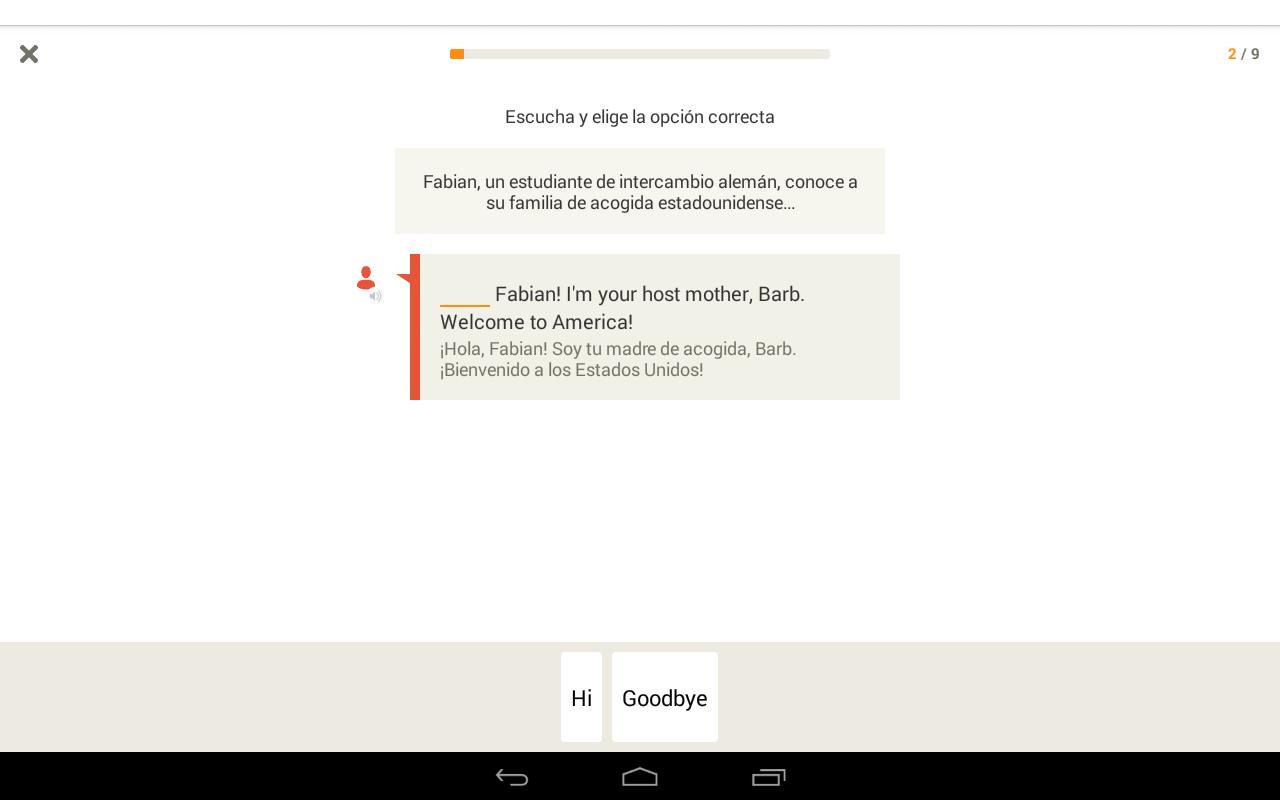 2 / 9
Escucha y elige la opción correcta
Fabian, un estudiante de intercambio alemán, conoce a
su familia de acogida estadounidense...
_____ Fabian! I'm your host mother, Barb.
Welcome to America!
¡Hola, Fabian! Soy tu madre de acogida, Barb.
¡Bienvenido a los Estados Unidos!
Hi
Goodbye